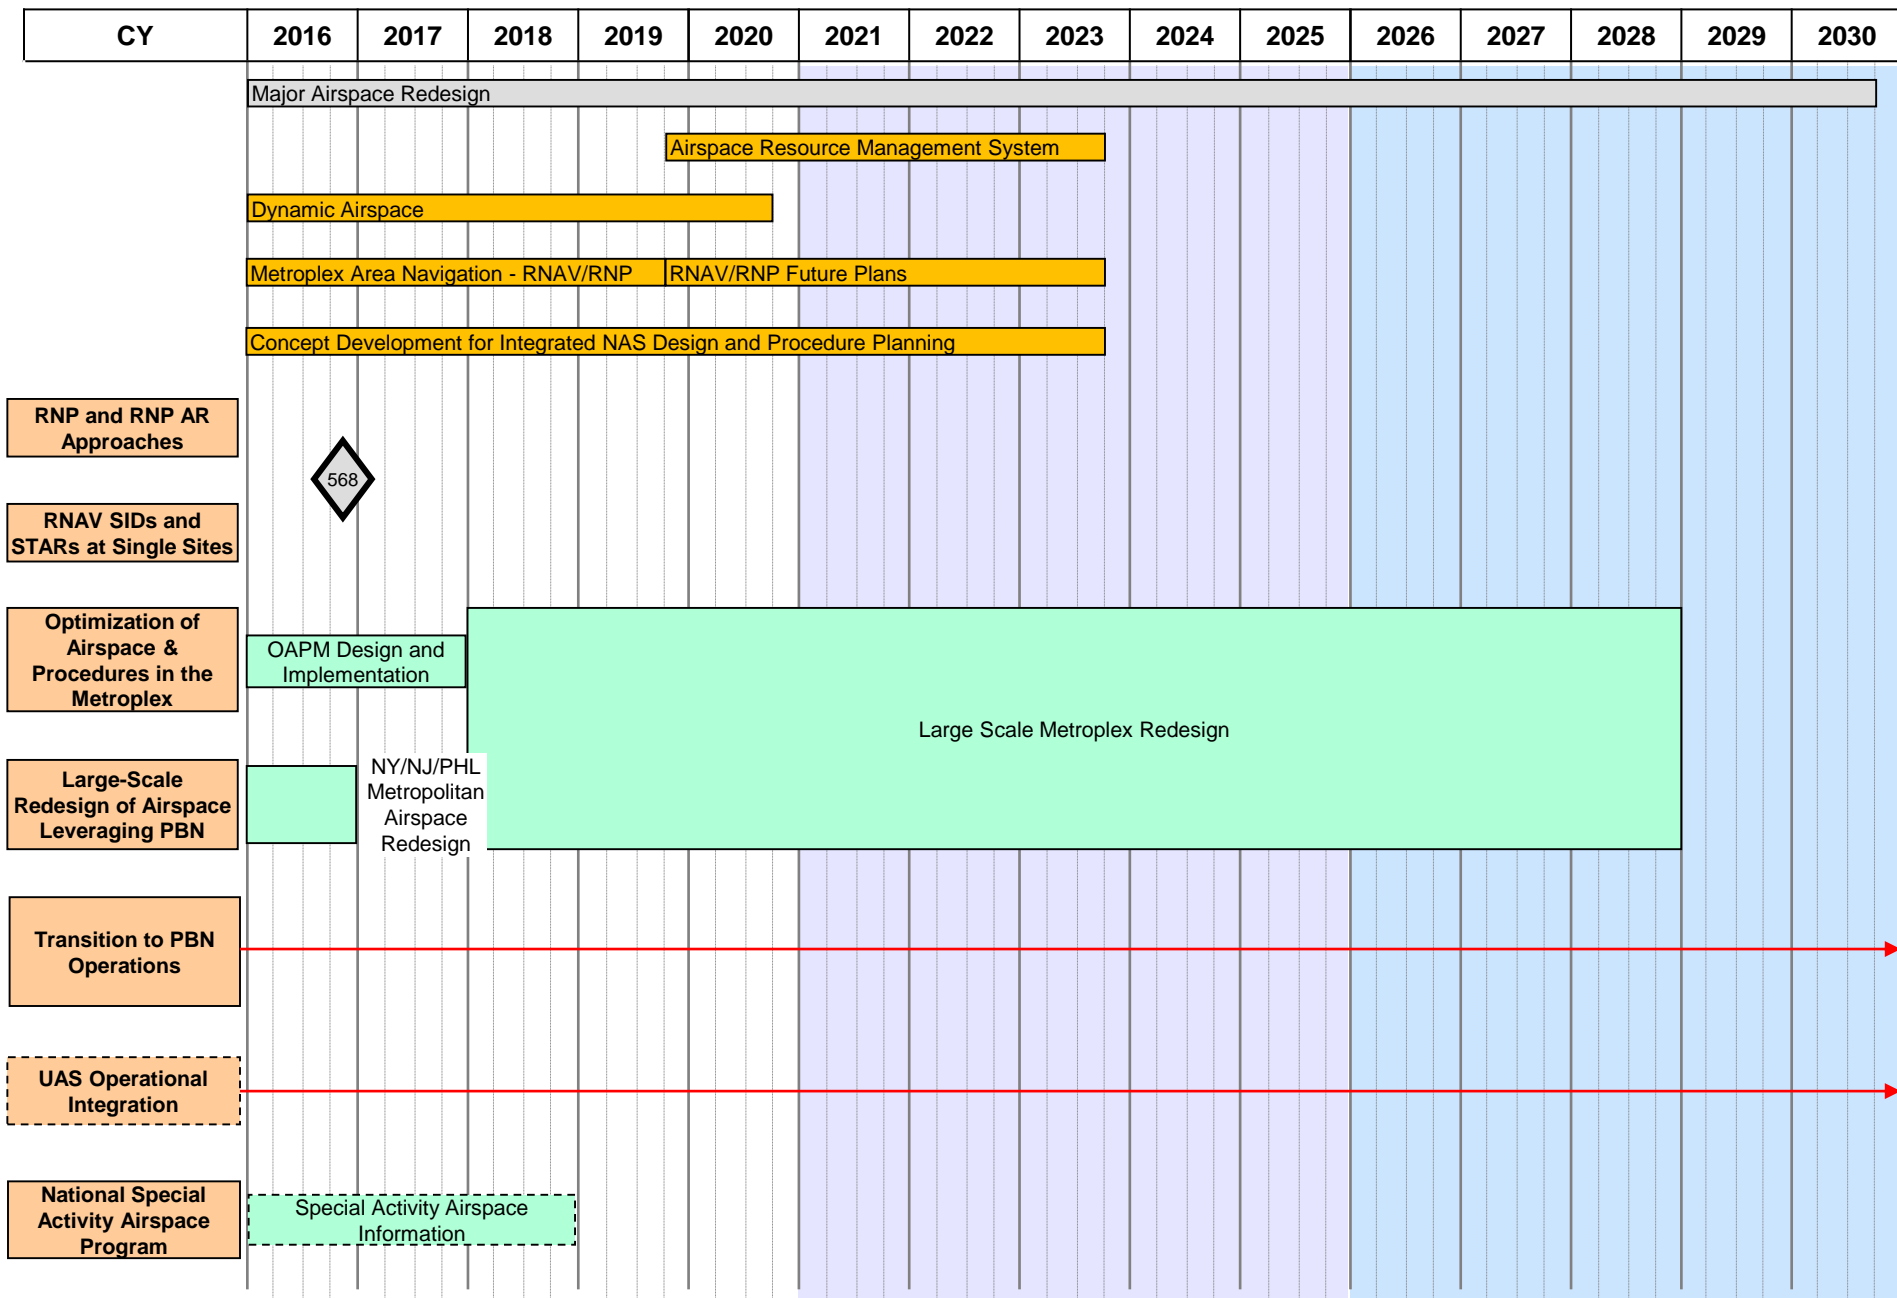 CY 2016 2017 2018 2019 2020 2021 2022 2023 2024 2025 2026 2027 2028 2029 2030
Major Airspace Redesign
Airspace Resource Management System
Dynamic Airspace
Metroplex Area Navigation - RNAV/RNP
RNAV/RNP Future Plans
Concept Development for Integrated NAS Design and Procedure Planning
RNP and RNP AR
Approaches
568
RNAV SIDs and
STARs at Single Sites
Optimization of
Airspace &
Procedures in the
Metroplex
OAPM Design and
Implementation
Large Scale Metroplex Redesign
Large-Scale
Redesign of Airspace
Leveraging PBN
NY/NJ/PHL
Metropolitan
Airspace
Redesign
Transition to PBN
Operations
UAS Operational
Integration
National Special
Activity Airspace
Program
Special Activity Airspace
Information